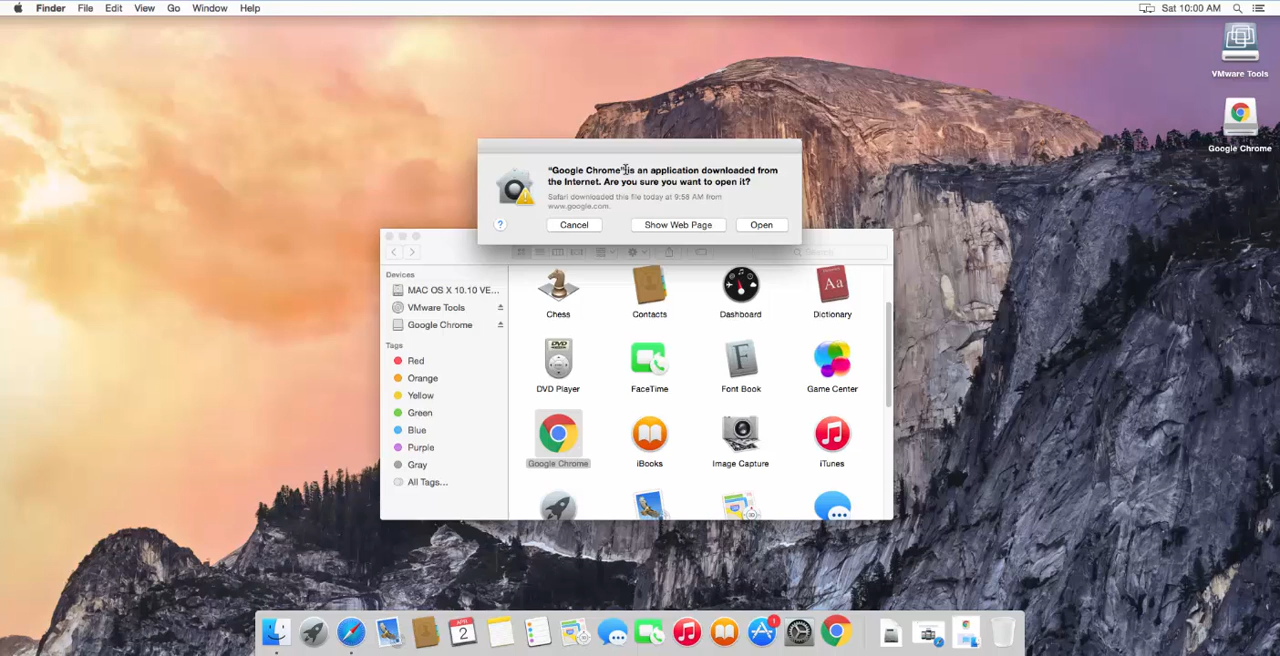 Finder File Edit View Go Window Help Sat 10:00 AM
VMware Tools
Google Chrome
“Google Chrome” is an application downloaded from
the Internet. Are you sure you want to open it?
Safari downloaded this file today at 9:58 AM from
www.google.com.
? Cancel Show Web Page Open
Search
Devices
MAC OS X 10.10 VE...
VMware Tools
Google Chrome
Tags
Red
Orange
Yellow
Green
Blue
Purple
Gray
All Tags...
Chess Contacts Dashboard Dictionary
DVD Player FaceTime Font Book Game Center
Google Chrome iBooks Image Capture iTunes
APR
2
1